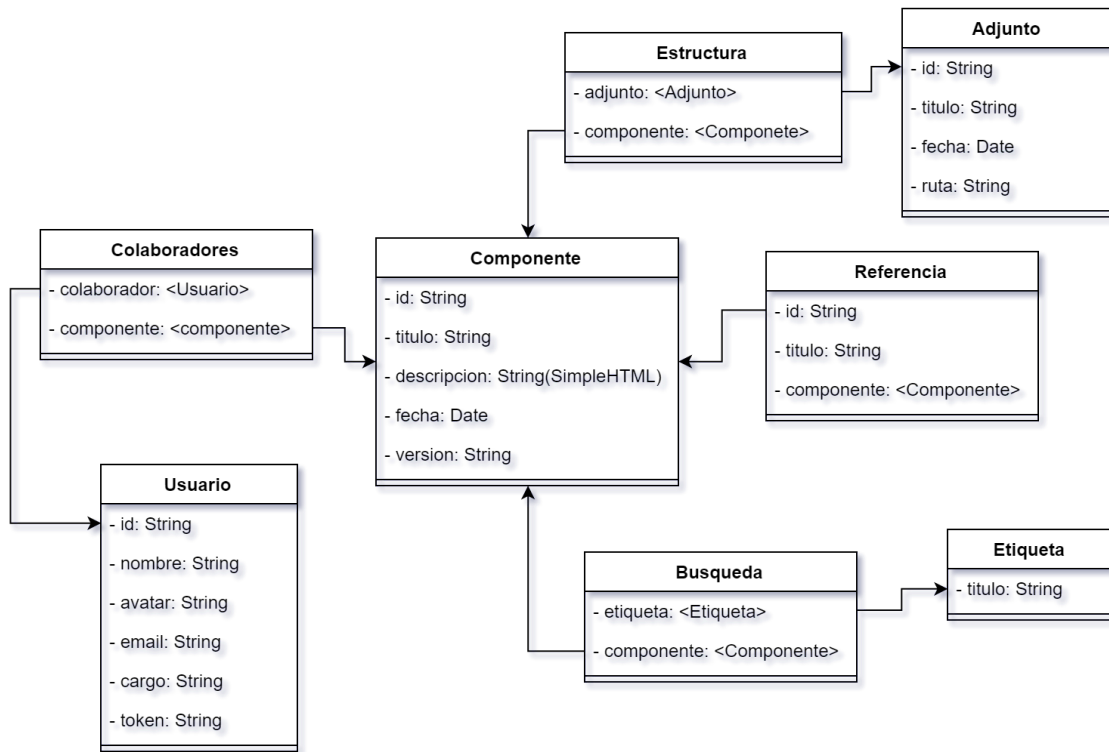 Estructura
- adjunto: <Adjunto>
- componente: <Componete>
Adjunto
- id: String
- titulo: String
- fecha: Date
- ruta: String
Colaboradores
- colaborador: <Usuario>
- componente: <componente>
Componente
- id: String
- titulo: String
- descripcion: String(SimpleHTML)
- fecha: Date
- version: String
Referencia
- id: String
- titulo: String
- componente: <Componente>
Usuario
- id: String
- nombre: String
- avatar: String
- email: String
- cargo: String
- token: String
Busqueda
- etiqueta: <Etiqueta>
- componente: <Componente>
Etiqueta
- titulo: String